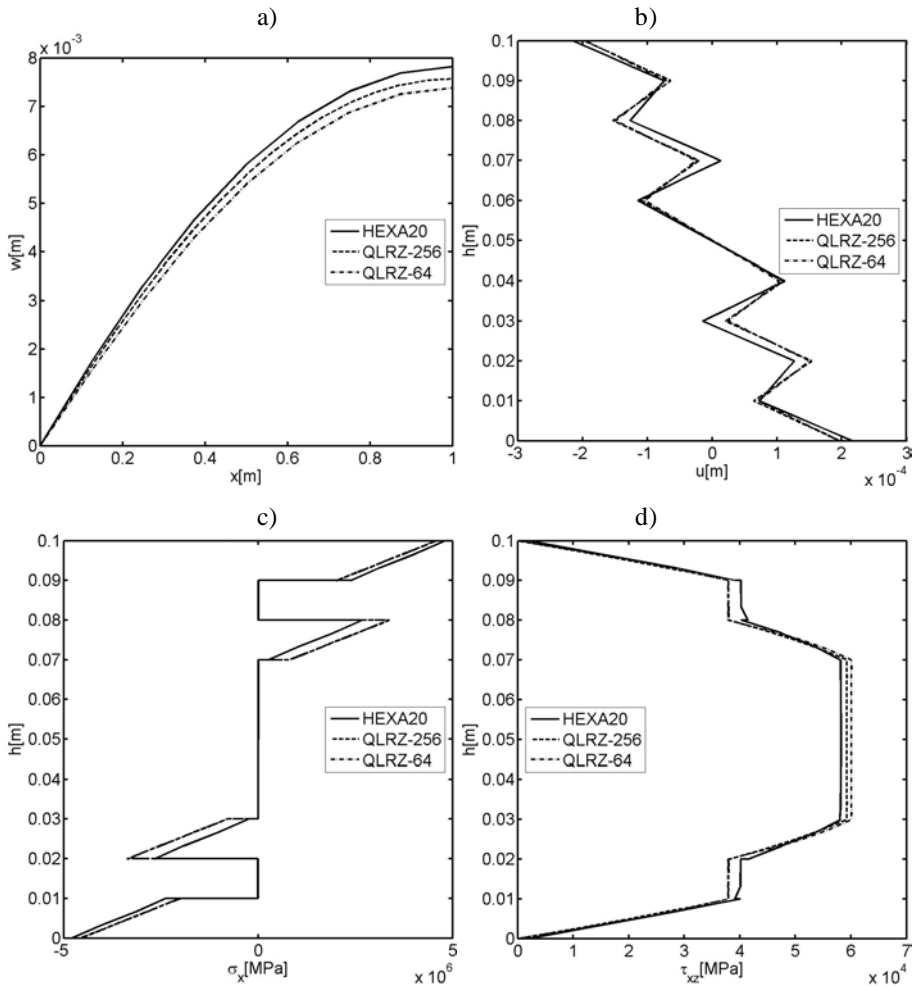 a)
x 10^-3
8
7
6
5
4
3
2
1
0
w[m]
0 0.2 0.4 0.6 0.8 1
x[m]
HEXA20
QLRZ-256
QLRZ-64
b)
0.1
0.09
0.08
0.07
0.06
0.05
0.04
0.03
0.02
0.01
0
h[m]
-3 -2 -1 0 1 2 3
u[m]
x 10^-4
HEXA20
QLRZ-256
QLRZ-64
c)
0.1
0.09
0.08
0.07
0.06
0.05
0.04
0.03
0.02
0.01
0
h[m]
-5 0 5
σx[MPa]
x 10^6
HEXA20
QLRZ-256
QLRZ-64
d)
0.1
0.09
0.08
0.07
0.06
0.05
0.04
0.03
0.02
0.01
0
h[m]
0 1 2 3 4 5 6 7
τxz[MPa]
x 10^4
HEXA20
QLRZ-256
QLRZ-64